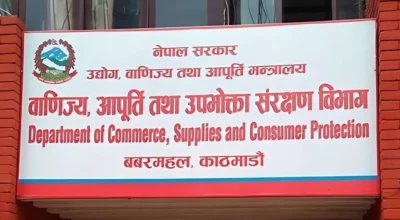 नेपाल सरकार
उद्योग, वाणिज्य तथा आपूर्ति मन्त्रालय
वाणिज्य, आपूर्ति तथा उपभोक्ता संरक्षण विभाग
Department of Commerce, Supplies and Consumer Protection
बबरमहल, काठमाडौं